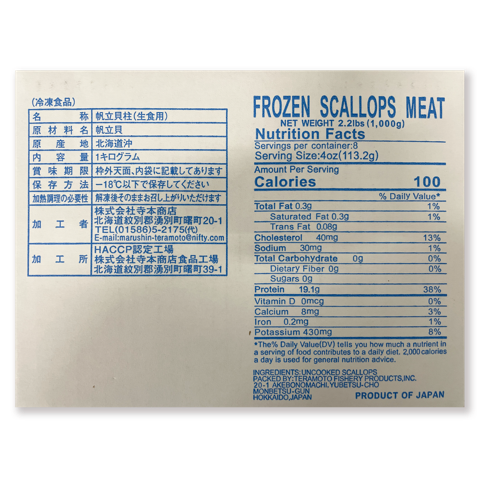 (冷凍食品)
名 称 帆立貝柱(生食用)
原材料名 帆立貝
原産地 北海道沖
内容量 1キログラム
賞味期限 枠外天面、内袋に記載してあります
保存方法 −18℃以下で保存してください
加熱調理の必要性 解凍後そのままお召し上がりいただけます
加工者 株式会社寺本商店
北海道紋別郡湧別町曙町20-1
TEL(01586)5-2175(代)
E-mail:marushin-teramoto@nifty.com
加工所 HACCP認定工場
株式会社寺本商店食品工場
北海道紋別郡湧別町曙町39-1
FROZEN SCALLOPS MEAT
NET WEIGHT 2.2lbs(1,000g)
Nutrition Facts
Servings per container:8
Serving Size:4oz(113.2g)
Amount Per Serving
Calories 100
% Daily Value*
Total Fat 0.3g 1%
Saturated Fat 0.3g 1%
Trans Fat 0.08g
Cholesterol 40mg 13%
Sodium 30mg 1%
Total Carbohydrate 0g 0%
Dietary Fiber 0g 0%
Sugars 0g
Protein 19.1g 38%
Vitamin D 0mcg 0%
Calcium 8mg 3%
Iron 0.2mg 1%
Potassium 430mg 8%
*The% Daily Value(DV) tells you how much a nutrient in
a serving of food contributes to a daily diet. 2,000 calories
a day is used for general nutrition advice.
INGREDIENTS:UNCOOKED SCALLOPS
PACKED BY:TERAMOTO FISHERY PRODUCTS,INC.
20-1 AKEBONOMACHI,YUBETSU-CHO
MONBETSU-GUN
HOKKAIDO,JAPAN
PRODUCT OF JAPAN